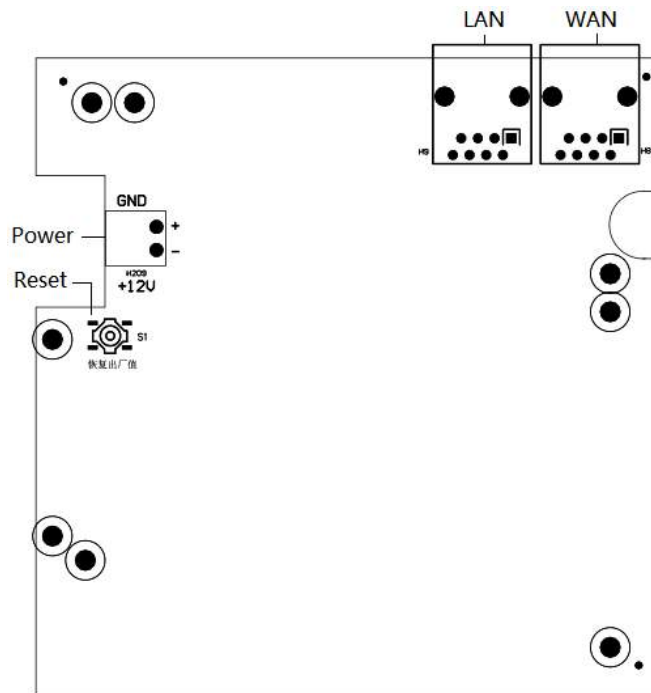 LAN
WAN
H9
H8
GND
+
Power
-
H209
Reset
+12V
S1
恢复出厂值